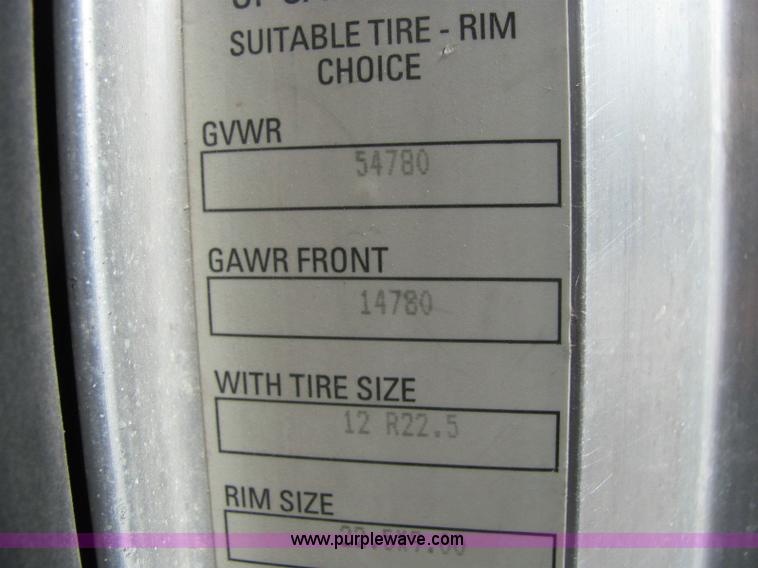 SUITABLE TIRE - RIM
CHOICE
GVWR
54780
GAWR FRONT
14780
WITH TIRE SIZE
12 R22.5
RIM SIZE
www.purplewave.com